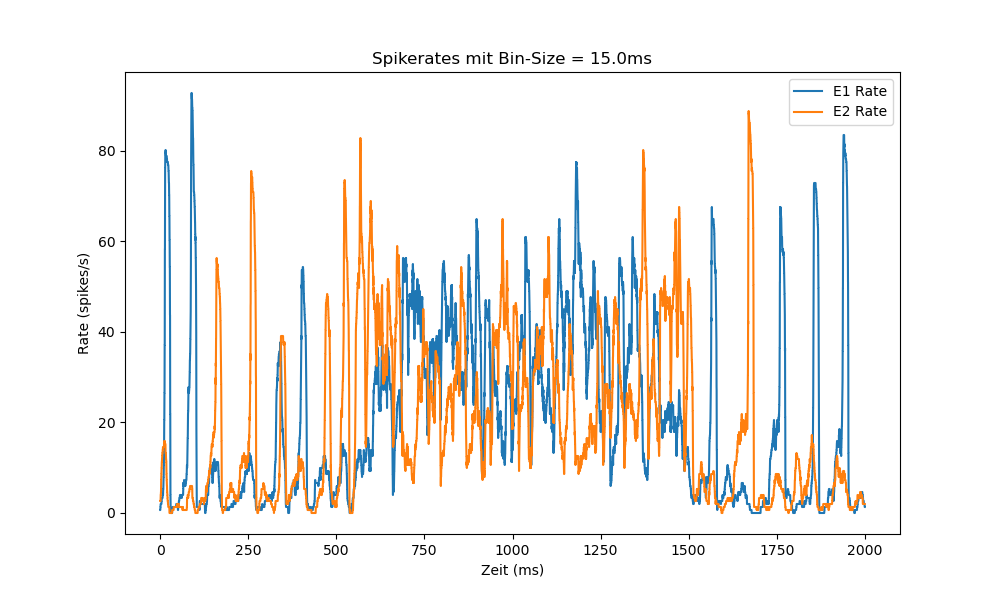 Spikerates mit Bin-Size = 15.0ms
E1 Rate
E2 Rate
Rate (spikes/s)
80
60
40
20
0
0 250 500 750 1000 1250 1500 1750 2000
Zeit (ms)